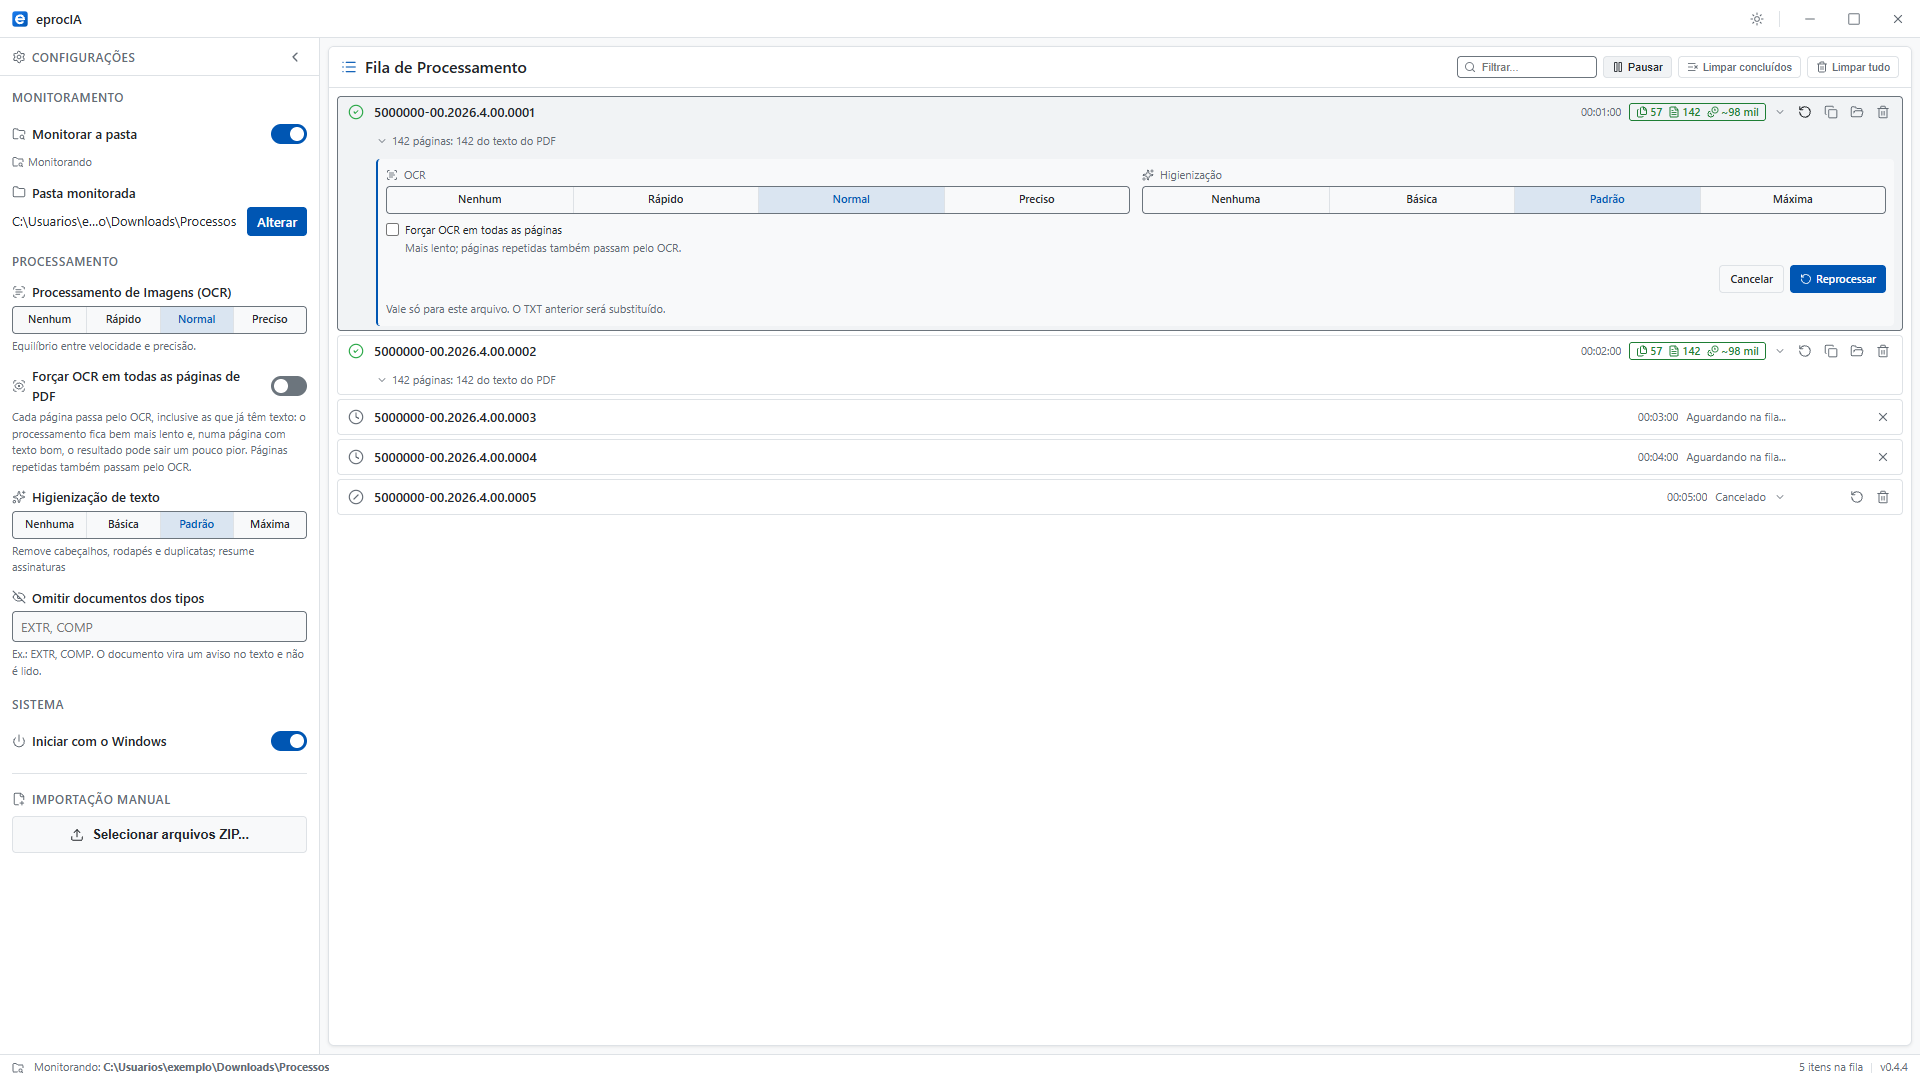 eprocIA
CONFIGURAÇÕES
MONITORAMENTO
Monitorar a pasta
Monitorando
Pasta monitorada
C:\Usuarios\e...o\Downloads\Processos
Alterar
PROCESSAMENTO
Processamento de Imagens (OCR)
Nenhum Rápido Normal Preciso
Equilíbrio entre velocidade e precisão.
Forçar OCR em todas as páginas de
PDF
Cada página passa pelo OCR, inclusive as que já têm texto: o
processamento fica bem mais lento e, numa página com
texto bom, o resultado pode sair um pouco pior. Páginas
repetidas também passam pelo OCR.
Higienização de texto
Nenhuma Básica Padrão Máxima
Remove cabeçalhos, rodapés e duplicatas; resume
assinaturas
Omitir documentos dos tipos
EXTR, COMP
Ex.: EXTR, COMP. O documento vira um aviso no texto e não
é lido.
SISTEMA
Iniciar com o Windows
IMPORTAÇÃO MANUAL
Selecionar arquivos ZIP...
Fila de Processamento
Filtrar... Pausar Limpar concluídos Limpar tudo
5000000-00.2026.4.00.0001 00:01:00 57 142 ~98 mil
142 páginas: 142 do texto do PDF
OCR
Nenhum Rápido Normal Preciso
Higienização
Nenhuma Básica Padrão Máxima
Forçar OCR em todas as páginas
Mais lento; páginas repetidas também passam pelo OCR.
Cancelar Reprocessar
Vale só para este arquivo. O TXT anterior será substituído.
5000000-00.2026.4.00.0002 00:02:00 57 142 ~98 mil
142 páginas: 142 do texto do PDF
5000000-00.2026.4.00.0003 00:03:00 Aguardando na fila...
5000000-00.2026.4.00.0004 00:04:00 Aguardando na fila...
5000000-00.2026.4.00.0005 00:05:00 Cancelado
Monitorando: C:\Usuarios\exemplo\Downloads\Processos
5 itens na fila v0.4.4